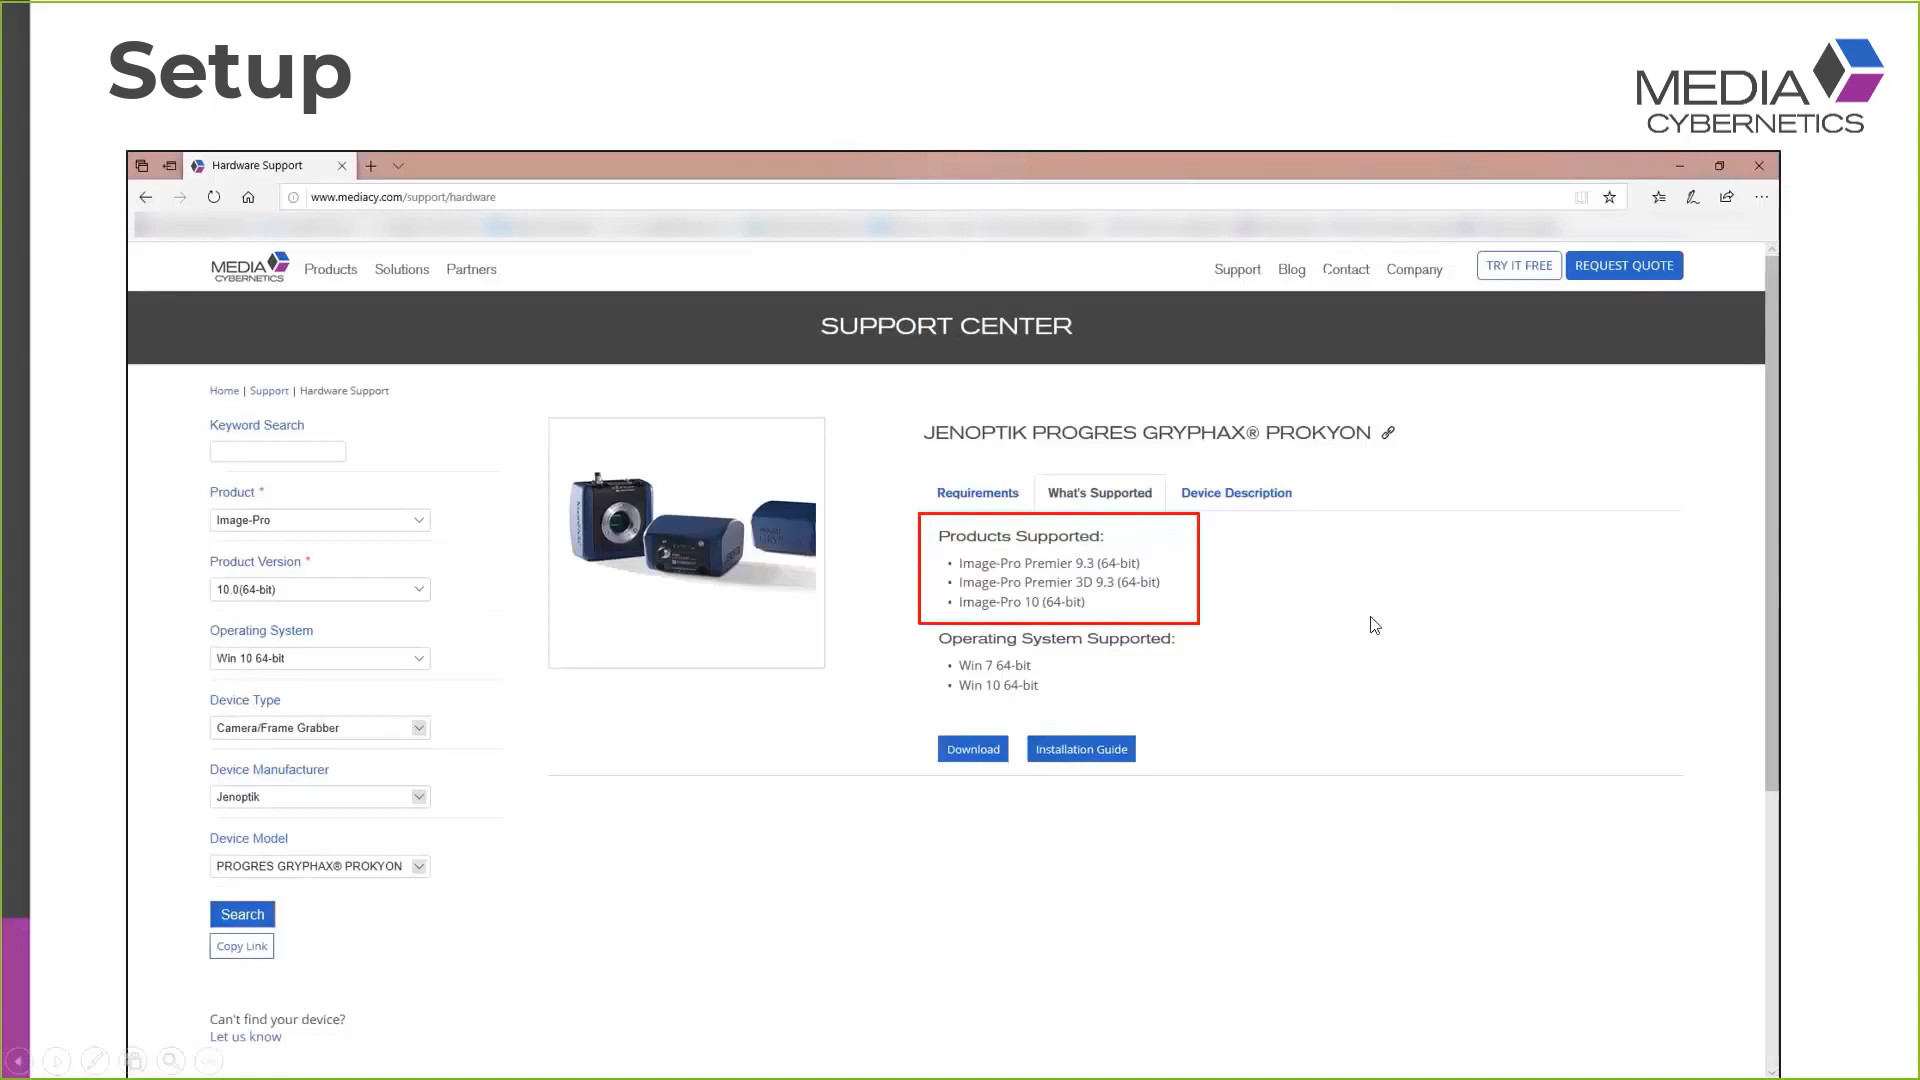 Setup
MEDIA
CYBERNETICS
Hardware Support
www.mediacy.com/support/hardware
MEDIA
CYBERNETICS
Products
Solutions
Partners
Support
Blog
Contact
Company
TRY IT FREE
REQUEST QUOTE
SUPPORT CENTER
Home | Support | Hardware Support
Keyword Search
Product *
Image-Pro
Product Version *
10.0(64-bit)
Operating System
Win 10 64-bit
Device Type
Camera/Frame Grabber
Device Manufacturer
Jenoptik
Device Model
PROGRES GRYPHAX® PROKYON
Search
Copy Link
Can't find your device?
Let us know
JENOPTIK PROGRES GRYPHAX® PROKYON
Requirements
What's Supported
Device Description
Products Supported:
• Image-Pro Premier 9.3 (64-bit)
• Image-Pro Premier 3D 9.3 (64-bit)
• Image-Pro 10 (64-bit)
Operating System Supported:
• Win 7 64-bit
• Win 10 64-bit
Download
Installation Guide